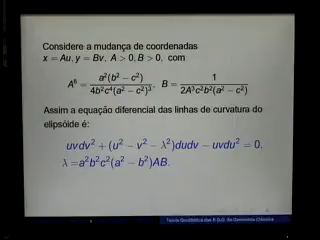 Considere a mudança de coordenadas
x = Au, y = Bv, A > 0, B > 0, com
A⁶ = a²(b² − c²) / 4b²c⁴(a² − c²)³, B = 1 / 2A³c²b²(a² − c²)
Assim a equação diferencial das linhas de curvatura do
elipsóide é:
uvdv² + (u² − v² − λ²)dudv − uvdu² = 0,
λ = a²b²c²(a² − b²)AB.